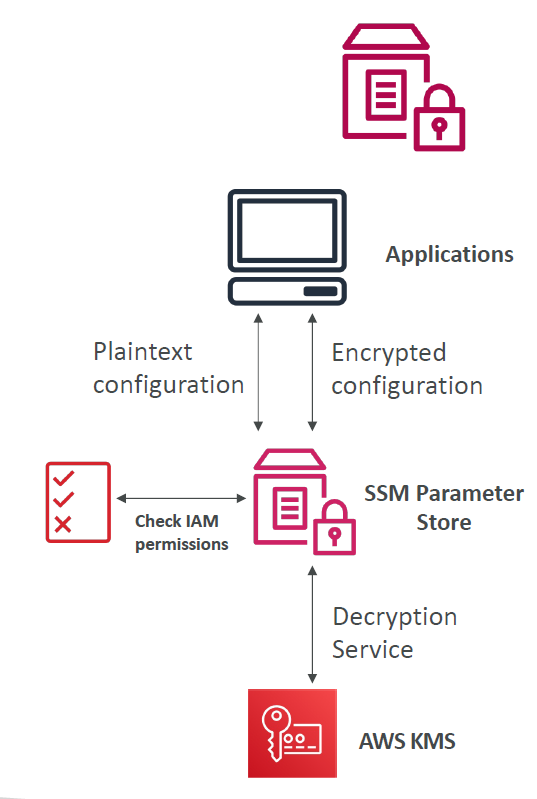 Applications
Plaintext
configuration
Encrypted
configuration
SSM Parameter
Store
Check IAM
permissions
Decryption
Service
AWS KMS